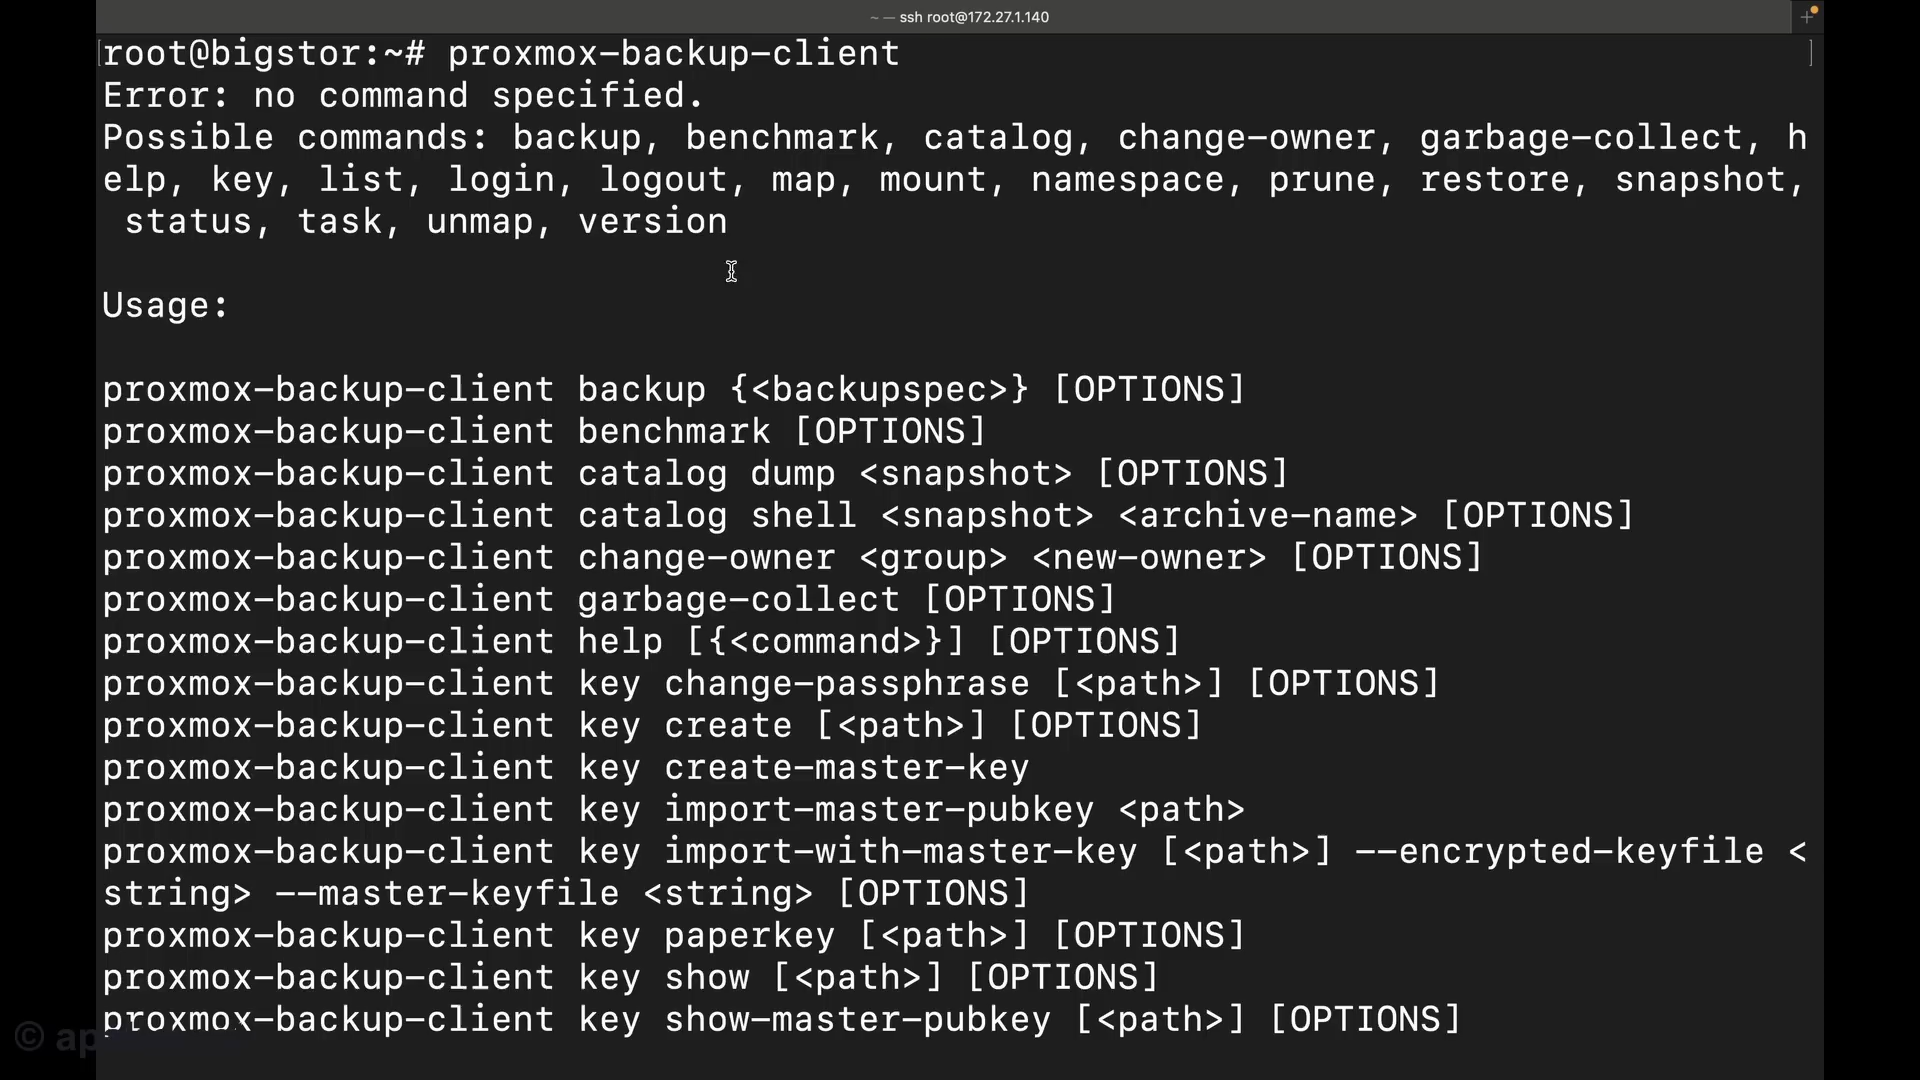 ~ — ssh root@172.27.1.140
root@bigstor:~# proxmox-backup-client
Error: no command specified.
Possible commands: backup, benchmark, catalog, change-owner, garbage-collect, h
elp, key, list, login, logout, map, mount, namespace, prune, restore, snapshot,
 status, task, unmap, version
Usage:
proxmox-backup-client backup {<backupspec>} [OPTIONS]
proxmox-backup-client benchmark [OPTIONS]
proxmox-backup-client catalog dump <snapshot> [OPTIONS]
proxmox-backup-client catalog shell <snapshot> <archive-name> [OPTIONS]
proxmox-backup-client change-owner <group> <new-owner> [OPTIONS]
proxmox-backup-client garbage-collect [OPTIONS]
proxmox-backup-client help [{<command>}] [OPTIONS]
proxmox-backup-client key change-passphrase [<path>] [OPTIONS]
proxmox-backup-client key create [<path>] [OPTIONS]
proxmox-backup-client key create-master-key
proxmox-backup-client key import-master-pubkey <path>
proxmox-backup-client key import-with-master-key [<path>] --encrypted-keyfile <
string> --master-keyfile <string> [OPTIONS]
proxmox-backup-client key paperkey [<path>] [OPTIONS]
proxmox-backup-client key show [<path>] [OPTIONS]
proxmox-backup-client key show-master-pubkey [<path>] [OPTIONS]